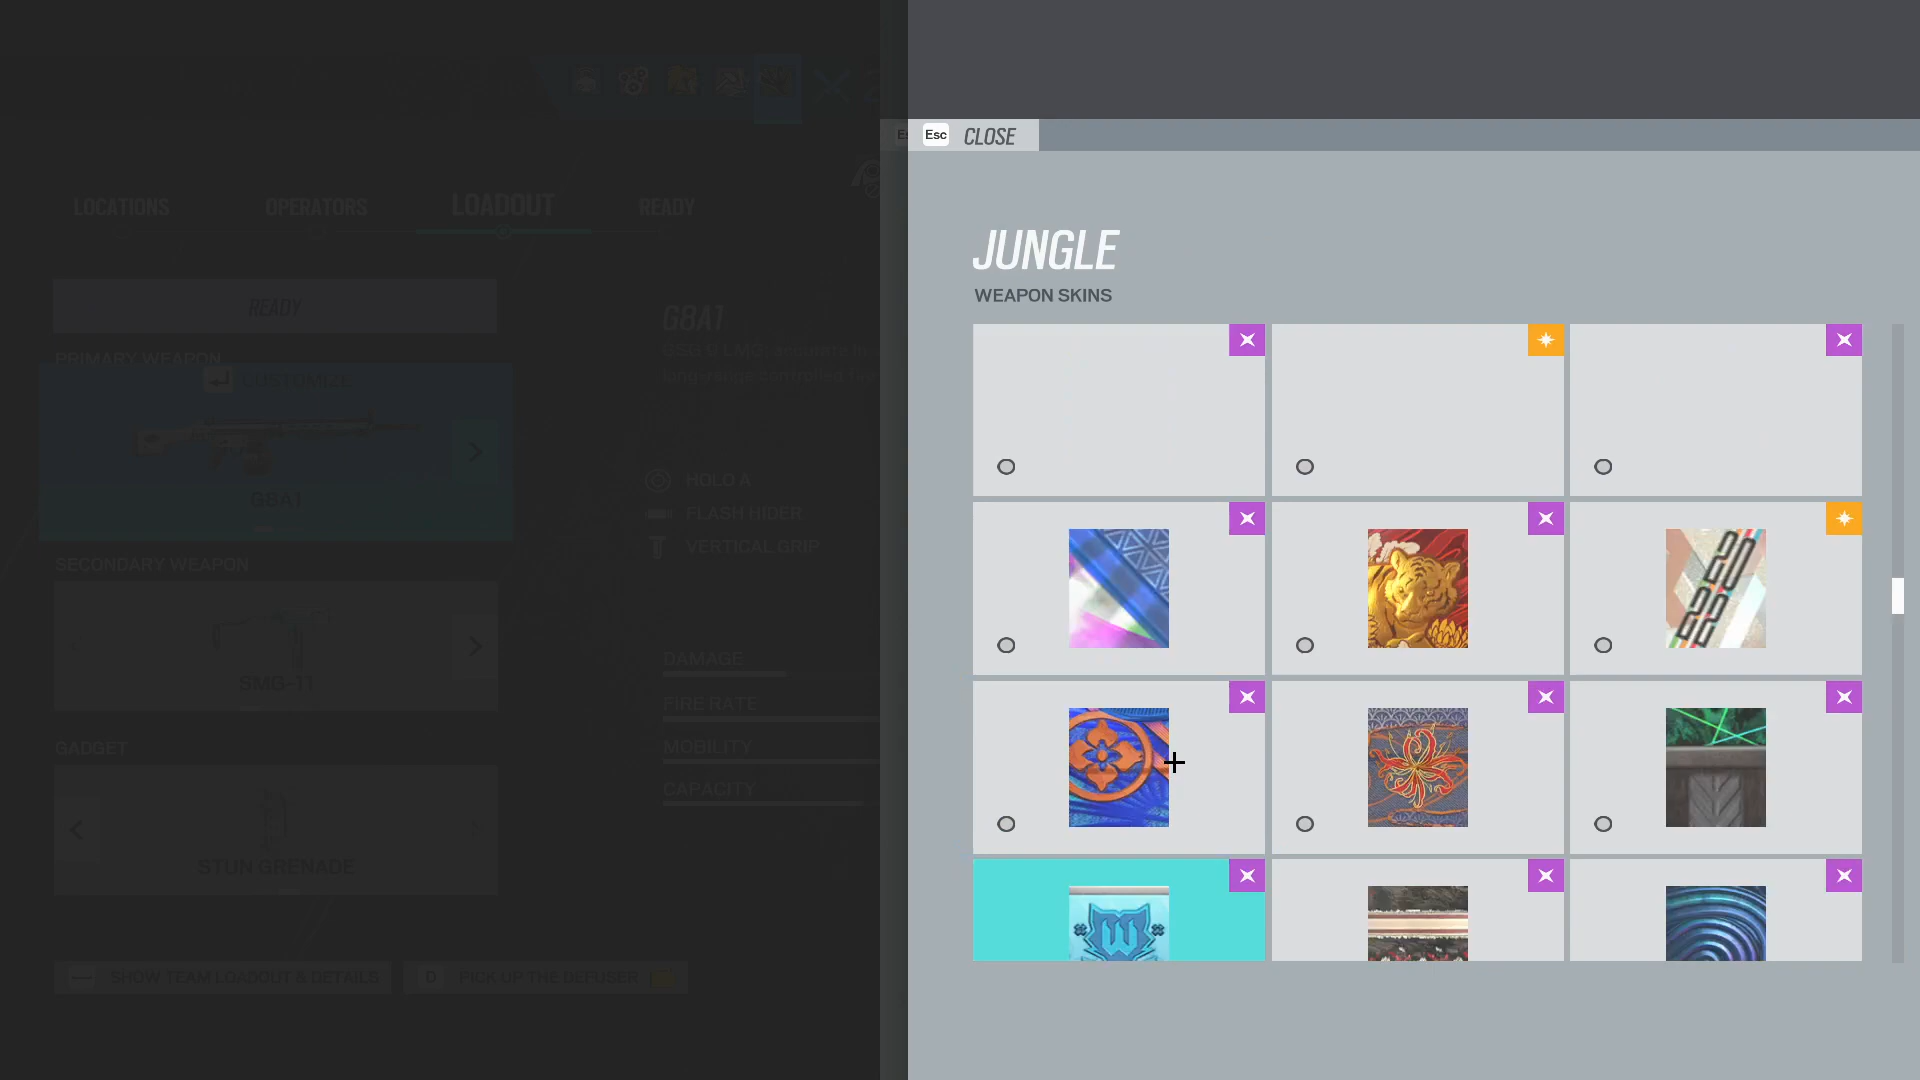 Esc CLOSE
LOCATIONS OPERATORS LOADOUT READY
JUNGLE
WEAPON SKINS
READY
PRIMARY WEAPON
CUSTOMIZE
G8A1
G8A1
HOLO A
FLASH HIDER
VERTICAL GRIP
SECONDARY WEAPON
SMG-11
DAMAGE
FIRE RATE
MOBILITY
CAPACITY
GADGET
STUN GRENADE
SHOW TEAM LOADOUT & DETAILS
D PICK UP THE DEFUSER
W